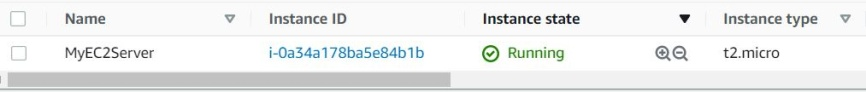 Name Instance ID Instance state Instance type
MyEC2Server i-0a34a178ba5e84b1b Running t2.micro